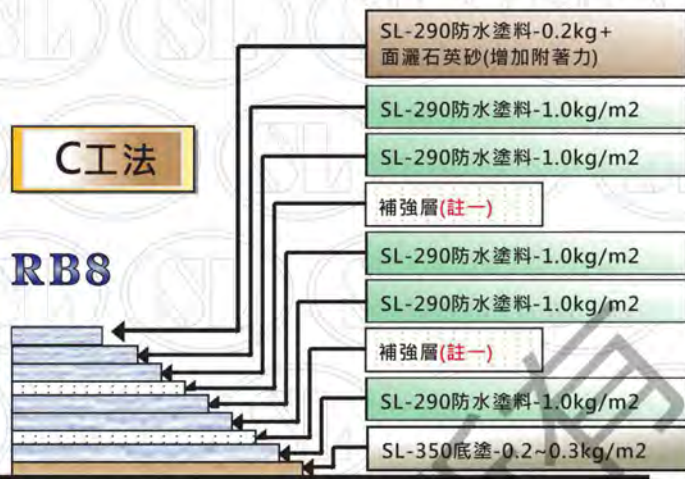 SL-290防水塗料-0.2kg+
面灑石英砂(增加附著力)
SL-290防水塗料-1.0kg/m2
C工法
SL-290防水塗料-1.0kg/m2
補強層(註一)
RB8
SL-290防水塗料-1.0kg/m2
SL-290防水塗料-1.0kg/m2
補強層(註一)
SL-290防水塗料-1.0kg/m2
SL-350底塗-0.2~0.3kg/m2
SL
有